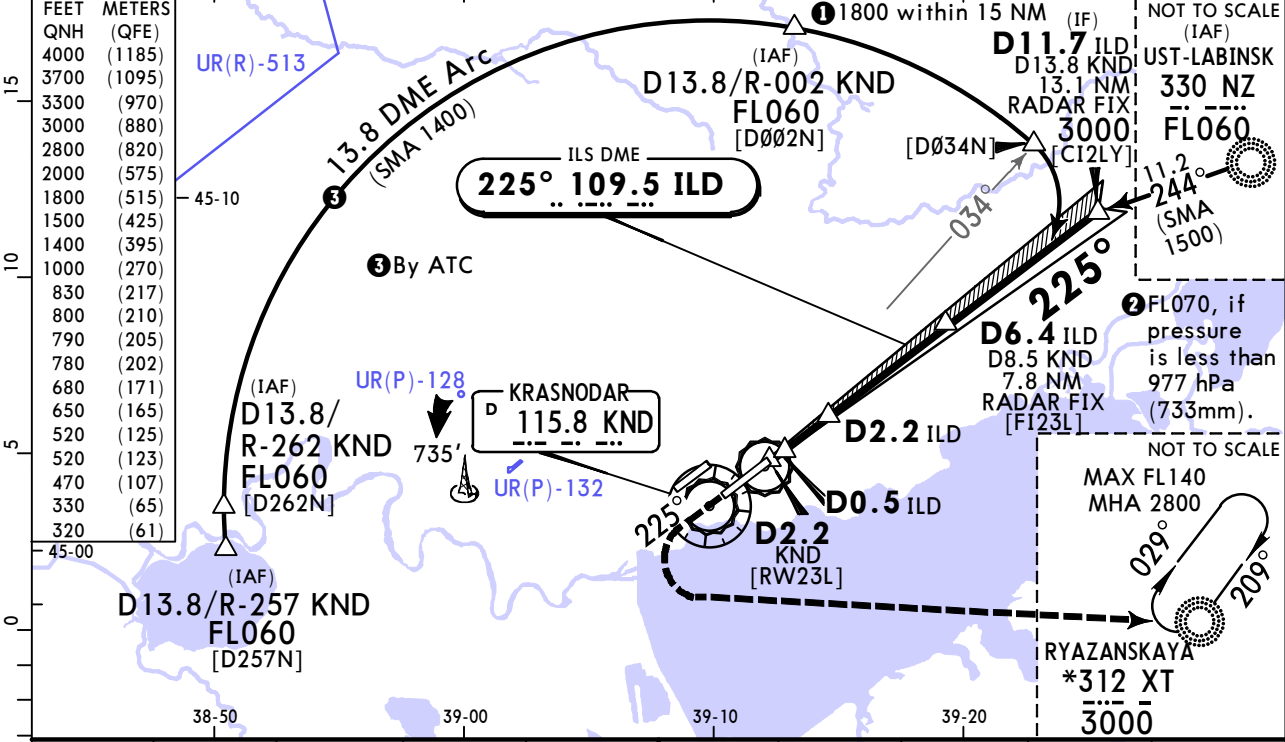 FEET METERS
QNH (QFE)
4000 (1185)
3700 (1095)
3300 (970)
3000 (880)
2800 (820)
2000 (575)
1800 (515)
1500 (425)
1400 (395)
1000 (270)
830 (217)
800 (210)
790 (205)
780 (202)
680 (171)
650 (165)
520 (125)
520 (123)
470 (107)
330 (65)
320 (61)
15
10
5
0
45-10
45-00
UR(R)-513
13.8 DME Arc
(SMA 1400)
3
3 By ATC
1 1800 within 15 NM
(IAF)
D13.8/R-002 KND
FL060
[DØØ2N]
ILS DME
225° 109.5 ILD
[DØ34N]
034°
(IF)
D11.7 ILD
D13.8 KND
13.1 NM
RADAR FIX
3000
[CI2LY]
NOT TO SCALE
(IAF)
UST-LABINSK
330 NZ
FL060
11.2
244°
(SMA
1500)
225°
2 FL070, if
pressure
is less than
977 hPa
(733mm).
D6.4 ILD
D8.5 KND
7.8 NM
RADAR FIX
[FI23L]
D2.2 ILD
D0.5 ILD
D2.2
KND
[RW23L]
225°
UR(P)-128
735'
UR(P)-132
KRASNODAR
D 115.8 KND
(IAF)
D13.8/
R-262 KND
FL060
[D262N]
(IAF)
D13.8/R-257 KND
FL060
[D257N]
NOT TO SCALE
MAX FL140
MHA 2800
029°
209°
RYAZANSKAYA
*312 XT
3000
38-50
39-00
39-10
39-20